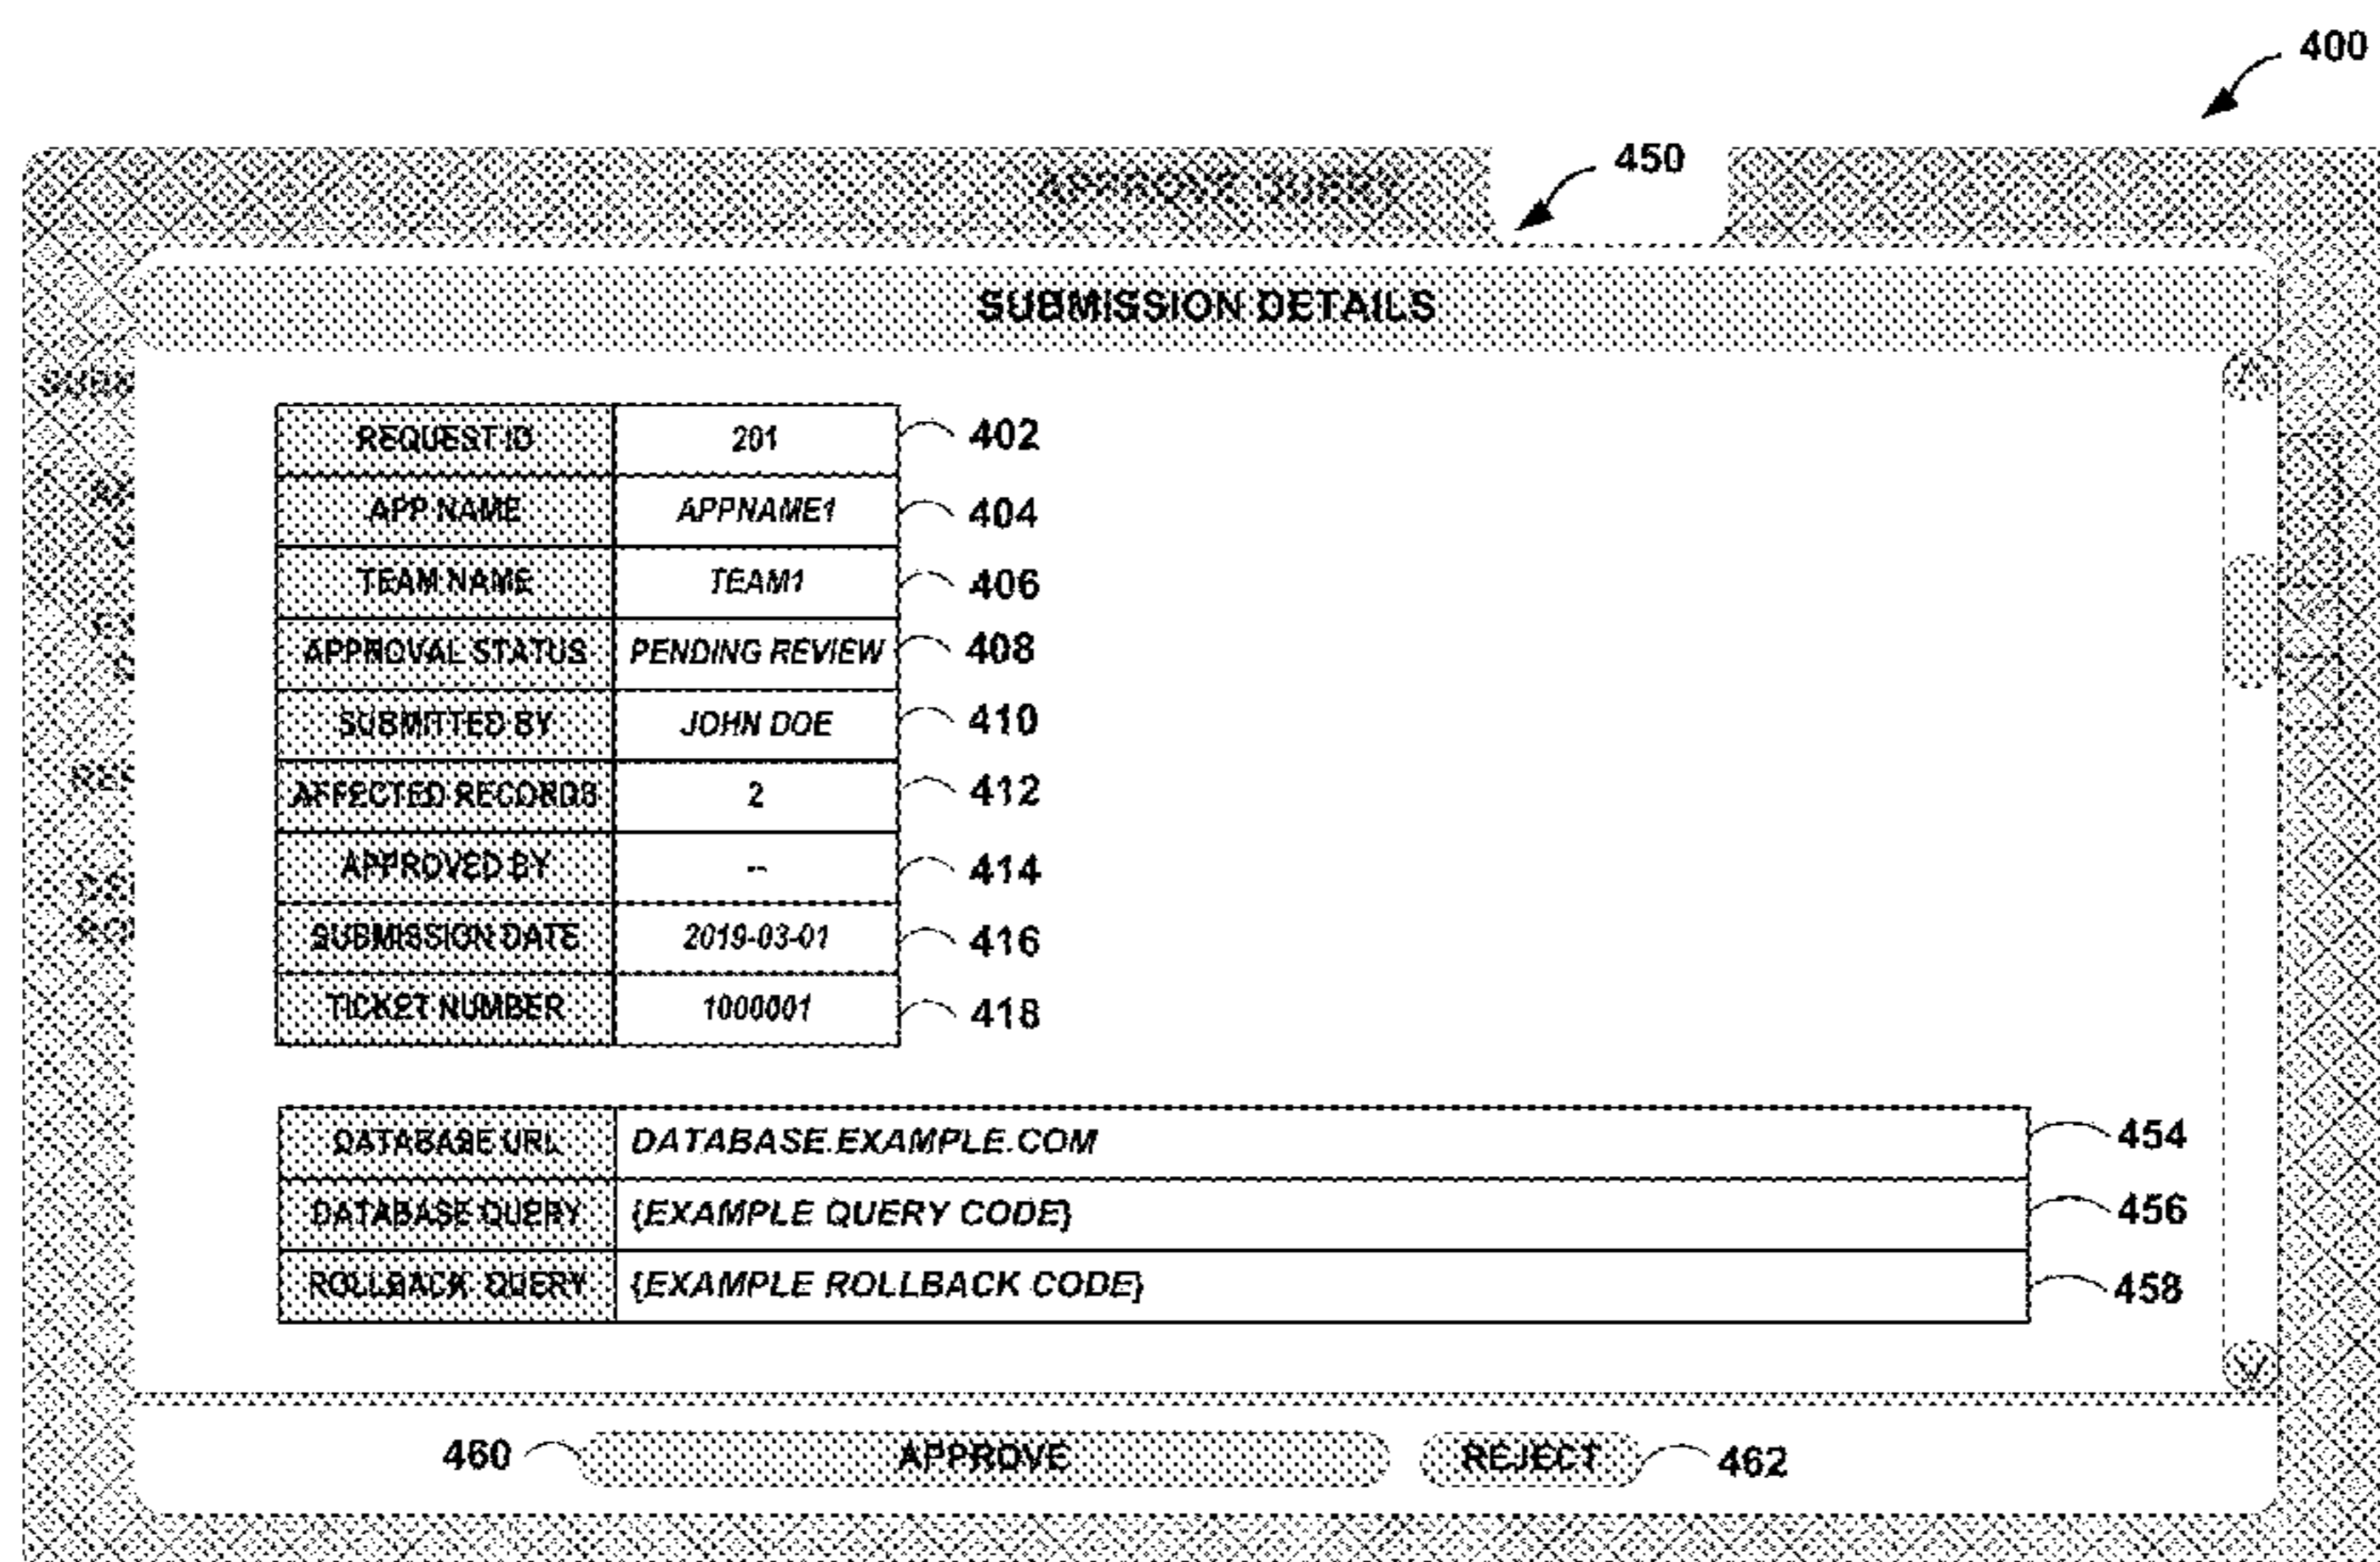 400
450
APPROVE QUERY
SUBMISSION DETAILS
REQUEST ID 201 402
APP NAME APPNAME1 404
TEAM NAME TEAM1 406
APPROVAL STATUS PENDING REVIEW 408
SUBMITTED BY JOHN DOE 410
AFFECTED RECORDS 2 412
APPROVED BY -- 414
SUBMISSION DATE 2019-03-01 416
TICKET NUMBER 1000001 418
DATABASE URL DATABASE.EXAMPLE.COM 454
DATABASE QUERY {EXAMPLE QUERY CODE} 456
ROLLBACK QUERY {EXAMPLE ROLLBACK CODE} 458
460 APPROVE REJECT 462